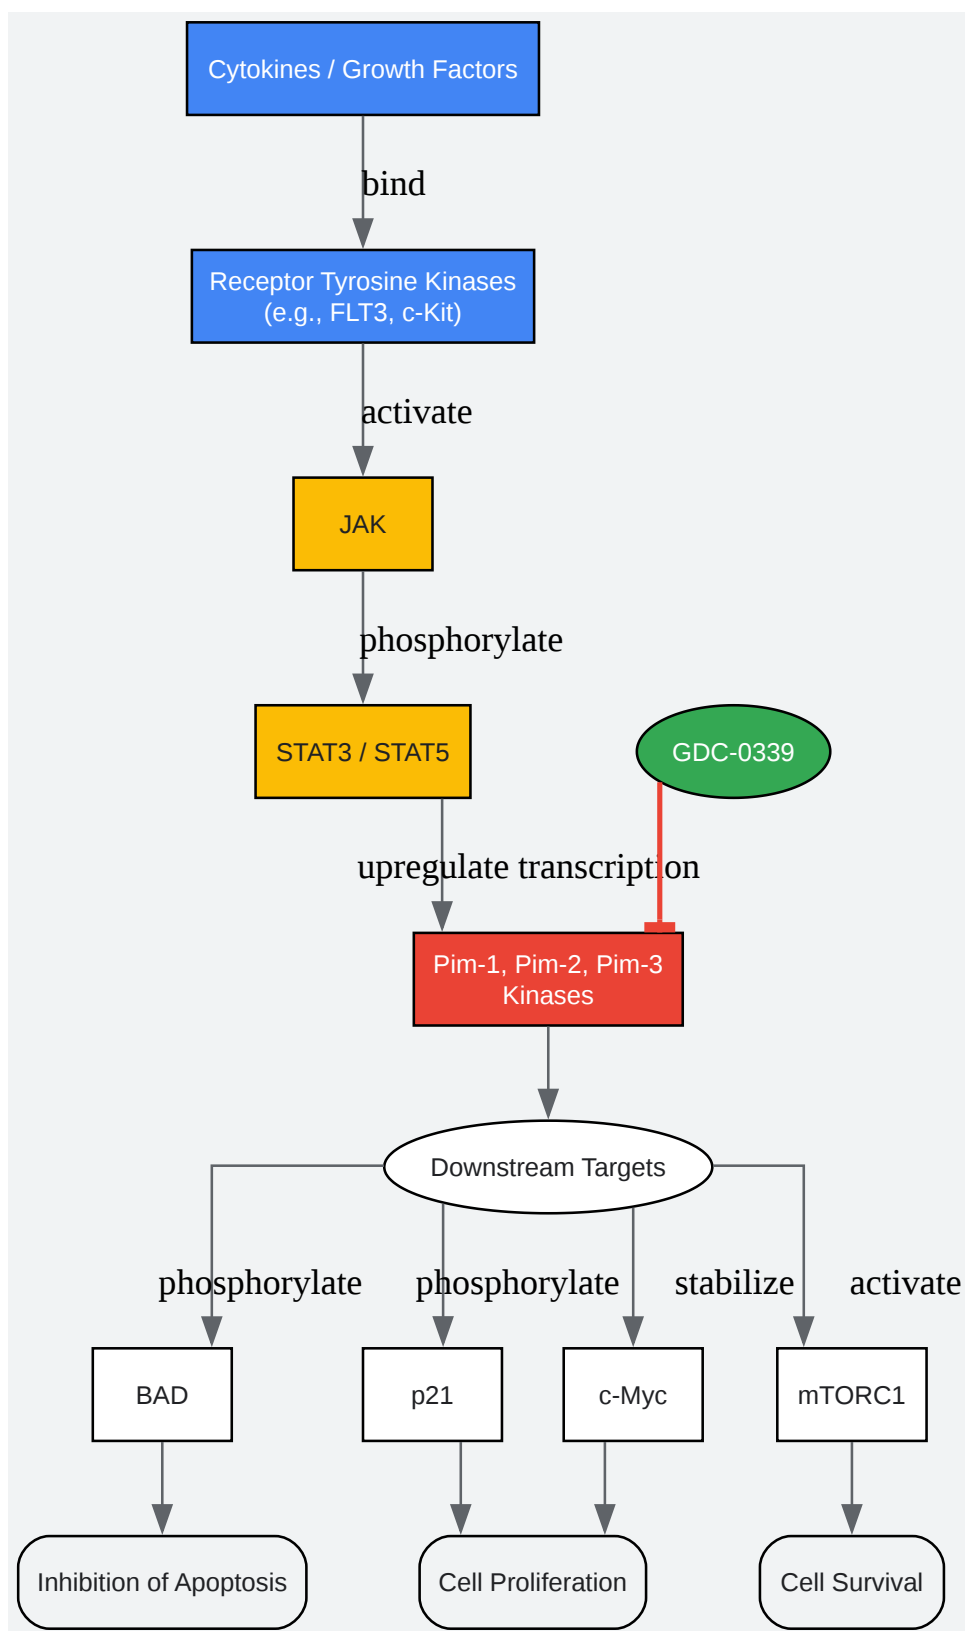 Cytokines / Growth Factors
bind
Receptor Tyrosine Kinases
(e.g., FLT3, c-Kit)
activate
JAK
phosphorylate
STAT3 / STAT5
GDC-0339
upregulate transcription
Pim-1, Pim-2, Pim-3
Kinases
Downstream Targets
phosphorylate
phosphorylate
stabilize
activate
BAD
p21
c-Myc
mTORC1
Inhibition of Apoptosis
Cell Proliferation
Cell Survival